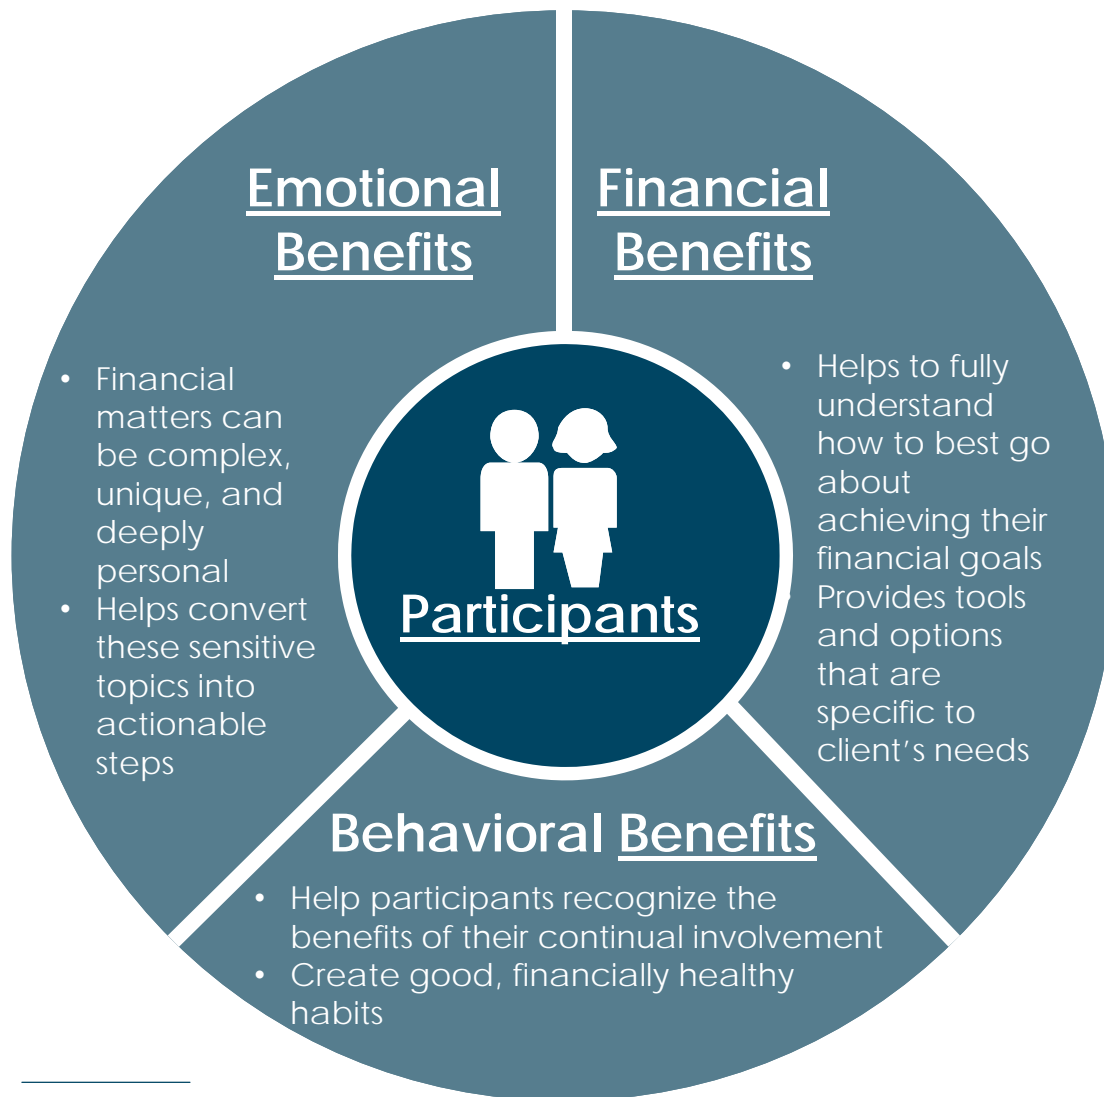 Emotional
Benefits
• Financial
matters can
be complex,
unique, and
deeply
personal
• Helps convert
these sensitive
topics into
actionable
steps
Financial
Benefits
• Helps to fully
understand
how to best go
about
achieving their
financial goals
• Provides tools
and options
that are
specific to
client's needs
Participants
Behavioral Benefits
• Help participants recognize the
benefits of their continual involvement
• Create good, financially healthy
habits